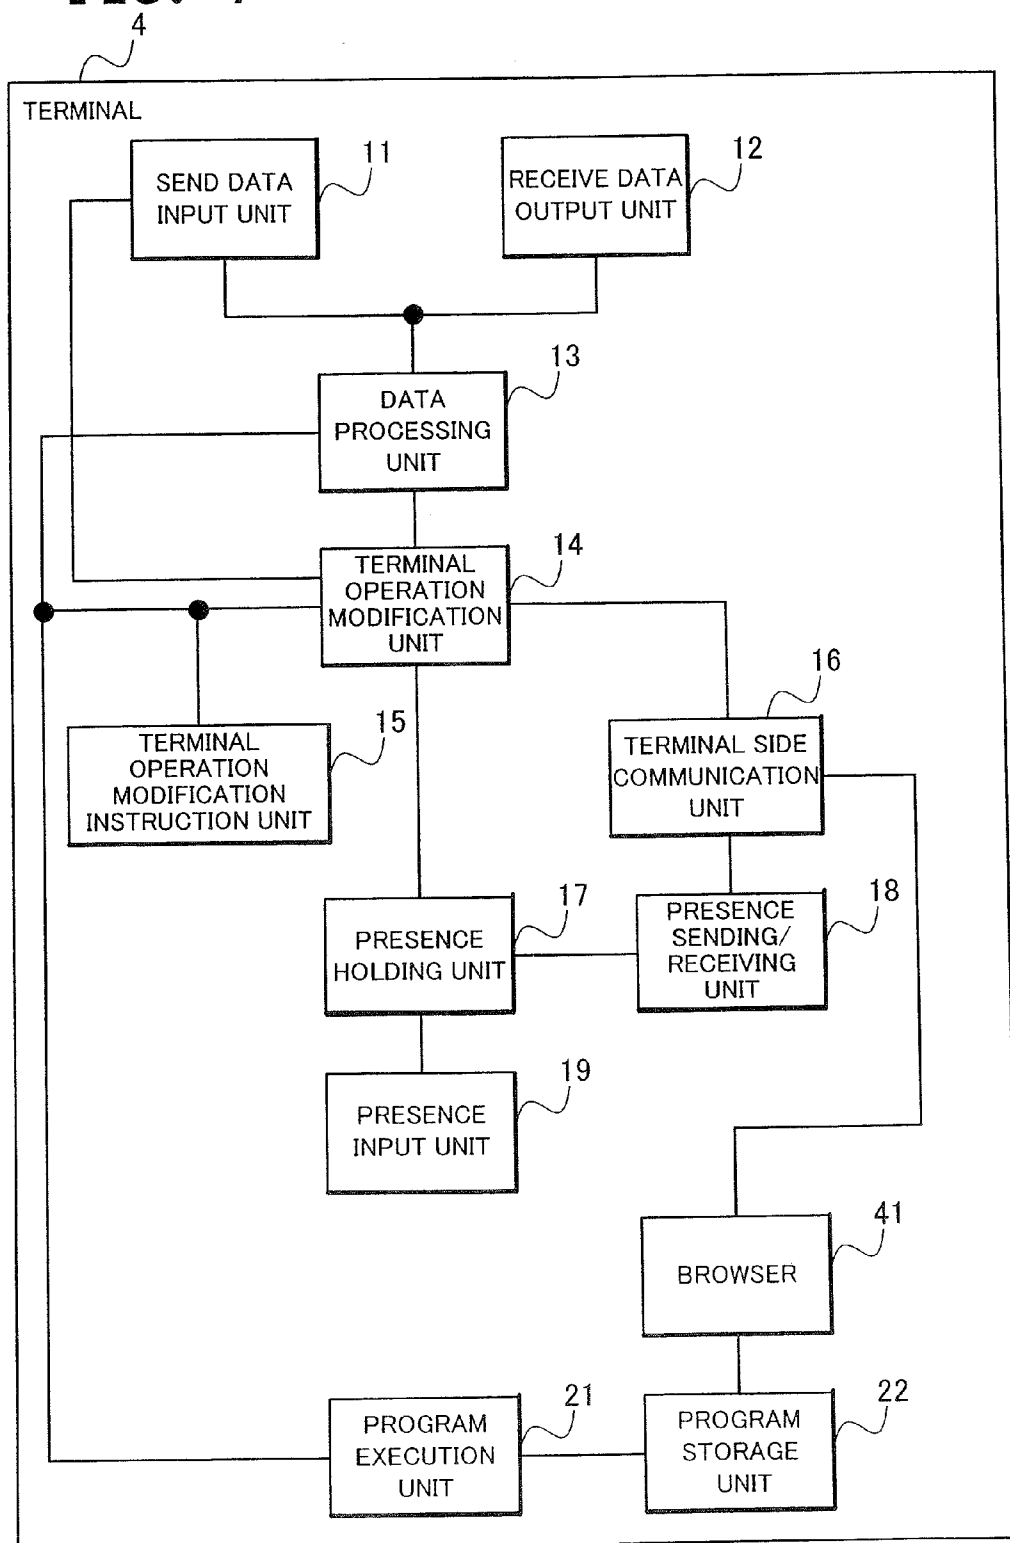 4
TERMINAL
SEND DATA
INPUT UNIT
11
RECEIVE DATA
OUTPUT UNIT
12
DATA
PROCESSING
UNIT
13
TERMINAL
OPERATION
MODIFICATION
UNIT
14
TERMINAL
OPERATION
MODIFICATION
INSTRUCTION UNIT
15
TERMINAL SIDE
COMMUNICATION
UNIT
16
PRESENCE
HOLDING UNIT
17
PRESENCE
SENDING/
RECEIVING
UNIT
18
PRESENCE
INPUT UNIT
19
BROWSER
41
PROGRAM
EXECUTION
UNIT
21
PROGRAM
STORAGE
UNIT
22